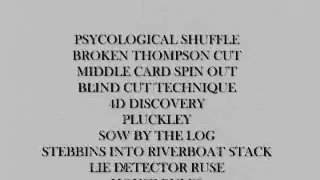 PSYCOLOGICAL SHUFFLE
BROKEN THOMPSON CUT
MIDDLE CARD SPIN OUT
BLIND CUT TECHNIQUE
4D DISCOVERY
PLUCKLEY
SOW BY THE LOG
STEBBINS INTO RIVERBOAT STACK
LIE DETECTOR RUSE